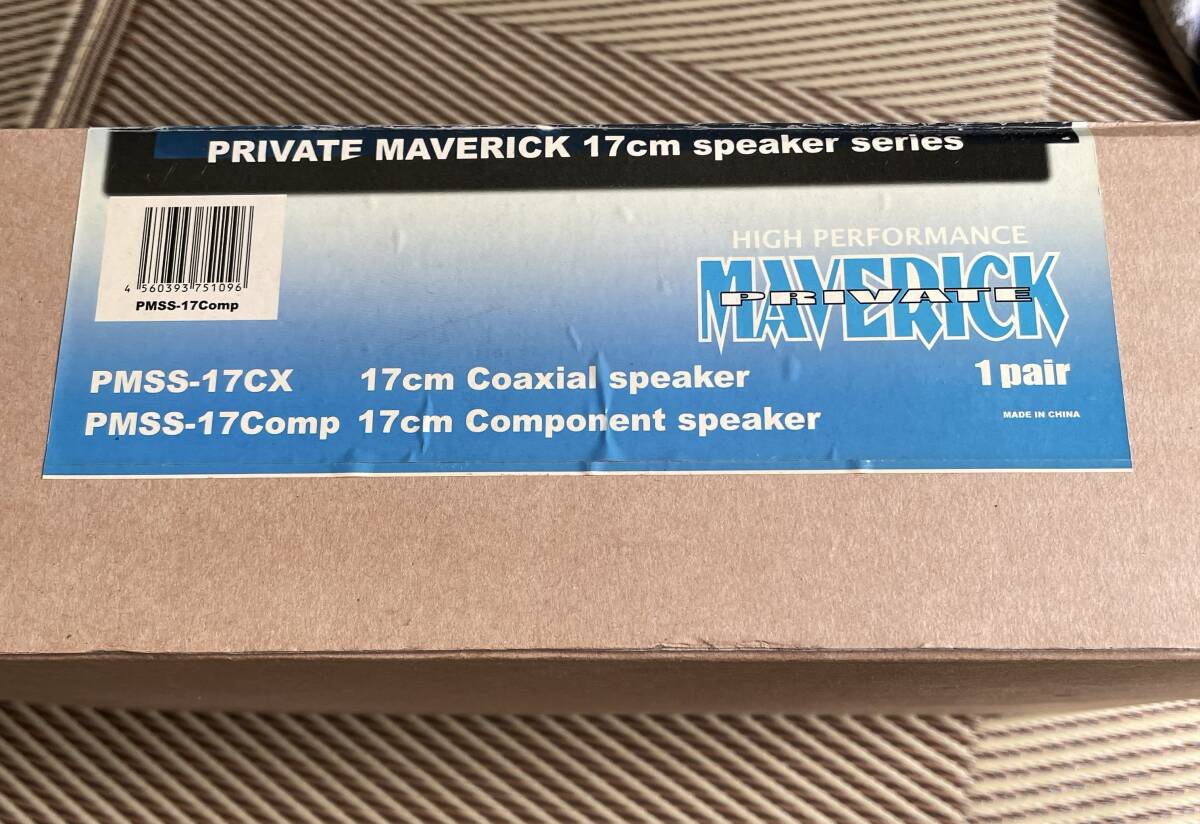 PRIVATE MAVERICK 17cm speaker series
4 560393 751096
PMSS-17Comp
HIGH PERFORMANCE
MAVERICK
PRIVATE
PMSS-17CX 17cm Coaxial speaker
1 pair
PMSS-17Comp 17cm Component speaker
MADE IN CHINA